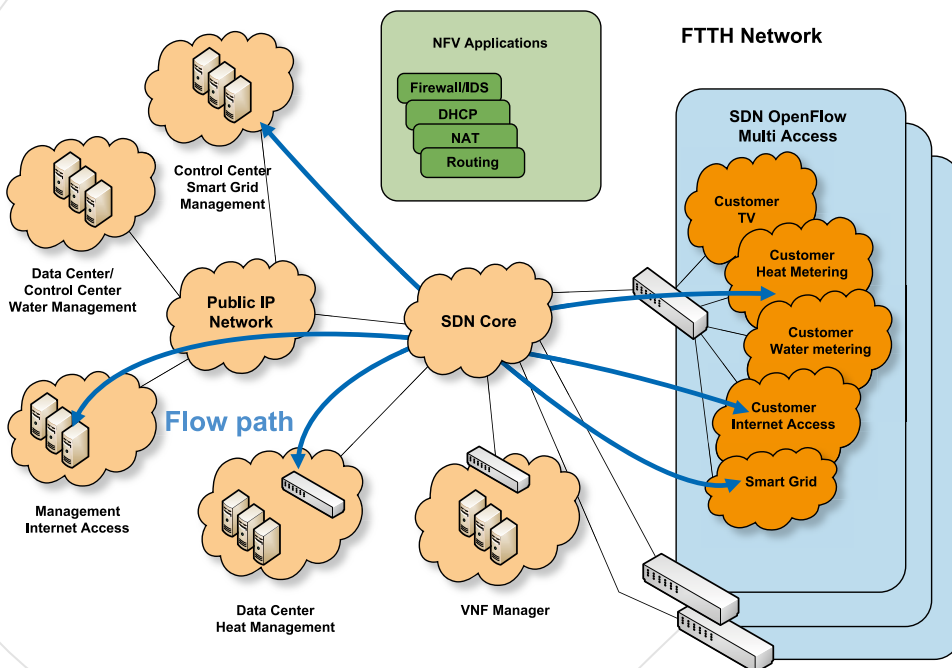 NFV Applications
Firewall/IDS
DHCP
NAT
Routing
FTTH Network
SDN OpenFlow
Multi Access
Customer
TV
Customer
Heat Metering
Customer
Water metering
Customer
Internet Access
Smart Grid
Control Center
Smart Grid
Management
Data Center/
Control Center
Water Management
Public IP
Network
SDN Core
Flow path
Management
Internet Access
Data Center
Heat Management
VNF Manager